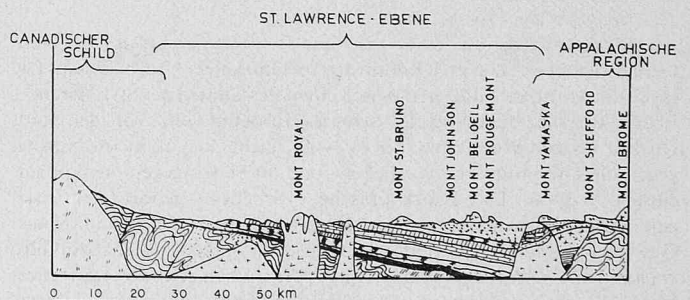 ST. LAWRENCE - EBENE
CANADISCHER
SCHILD
APPALACHISCHE
REGION
MONT ROYAL
MONT ST. BRUNO
MONT JOHNSON
MONT BELOEIL
MONT ROUGEMONT
MONT YAMASKA
MONT SHEFFORD
MONT BROME
0 10 20 30 40 50 km